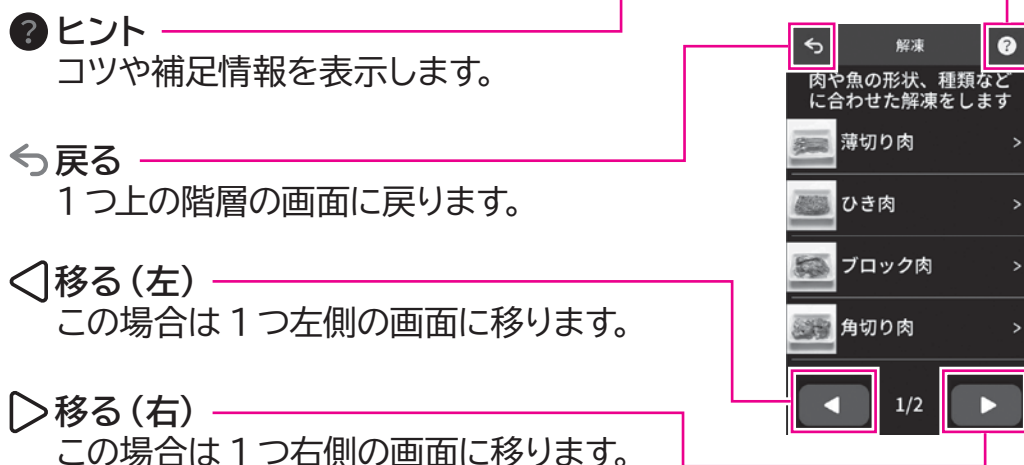 ? ヒント
コツや補足情報を表示します。
戻る
1つ上の階層の画面に戻ります。
移る（左）
この場合は1つ左側の画面に移ります。
移る（右）
この場合は1つ右側の画面に移ります。
解凍 ?
肉や魚の形状、種類など
に合わせた解凍をします
薄切り肉 >
ひき肉 >
ブロック肉 >
角切り肉 >
1/2